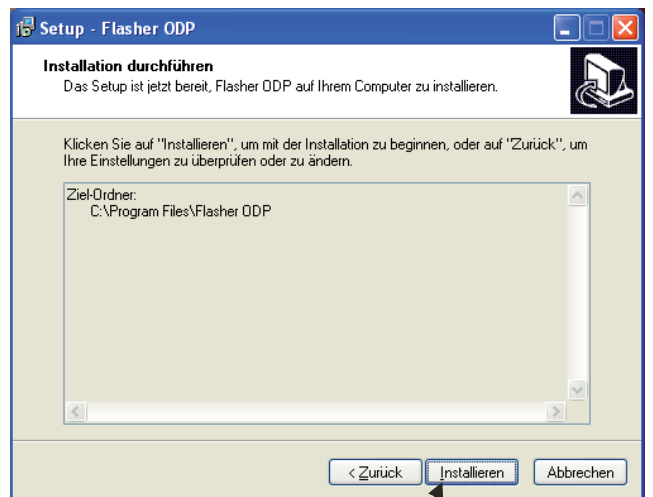 Setup - Flasher ODP
Installation durchführen
Das Setup ist jetzt bereit, Flasher ODP auf Ihrem Computer zu installieren.
Klicken Sie auf "Installieren", um mit der Installation zu beginnen, oder auf "Zurück", um
Ihre Einstellungen zu überprüfen oder zu ändern.
Ziel-Ordner:
C:\Program Files\Flasher ODP
< Zurück Installieren Abbrechen